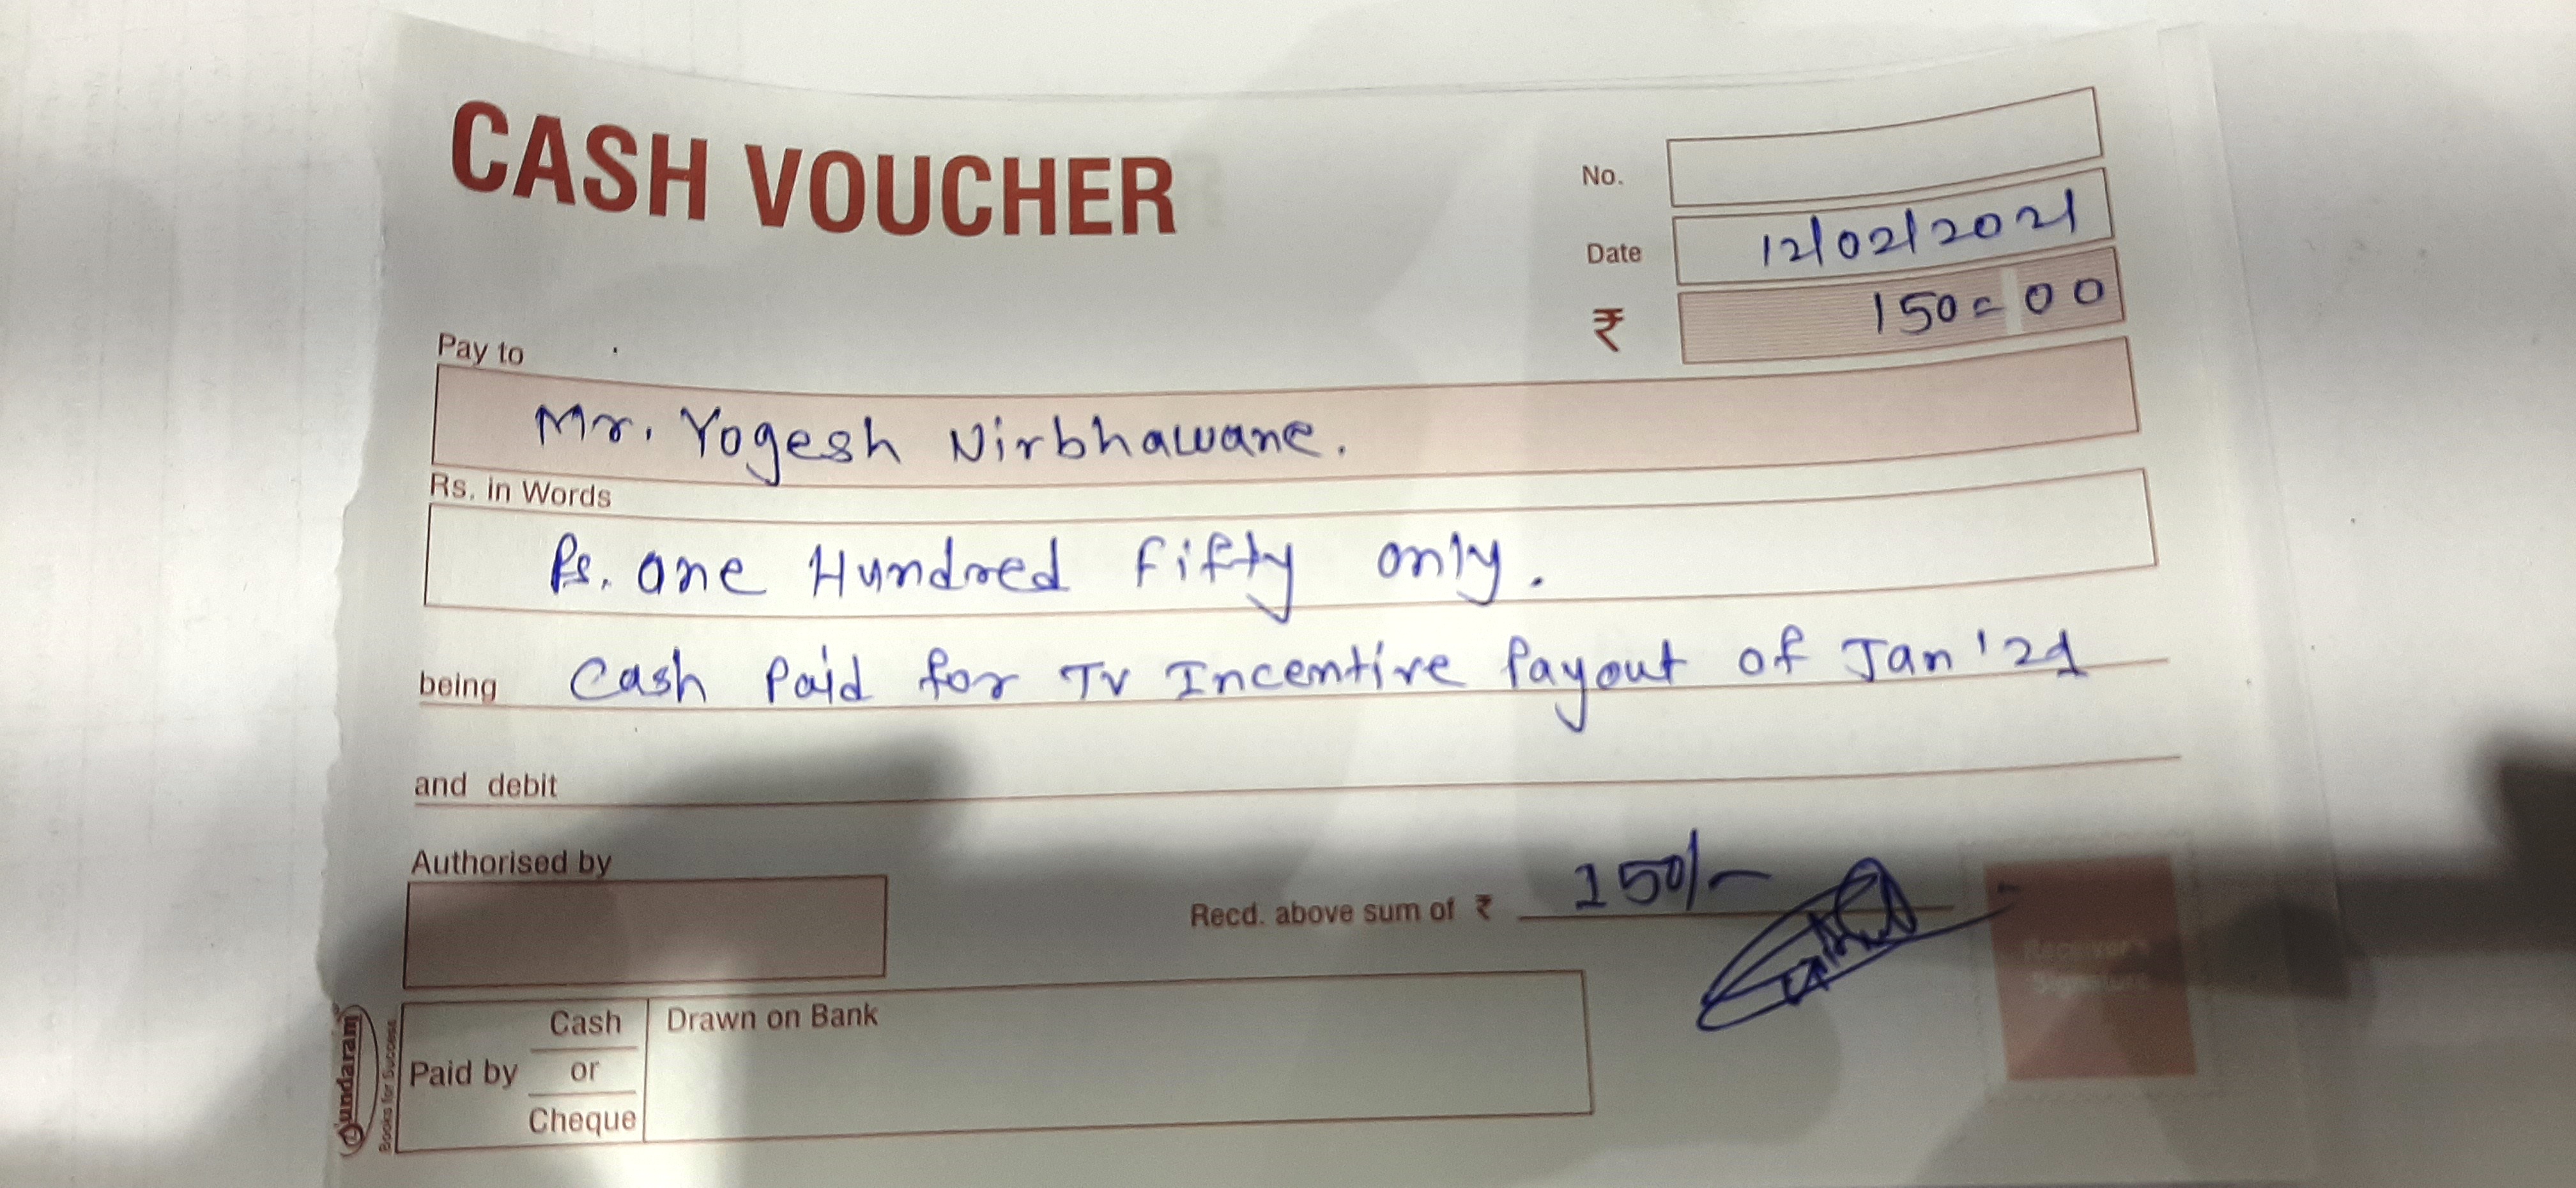 CASH VOUCHER
No.
Date 12/02/2021
₹ 150=00
Pay to
Mr. Yogesh Nirbhawane.
Rs. in Words
Rs. one Hundred Fifty only.
being Cash Paid for TV Incentive Payout of Jan '21
and debit
Authorised by
Recd. above sum of ₹ 150/-
Receiver's
Signature
Paid by Cash or Cheque
Drawn on Bank
Sundaram
Books for Success